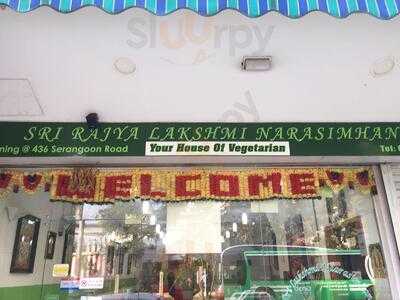 sluurpy
SRI RAJYA LAKSHMI NARASIMHAN
ning @ 436 Serangoon Road
Your House Of Vegetarian
Tel:
WELCOME